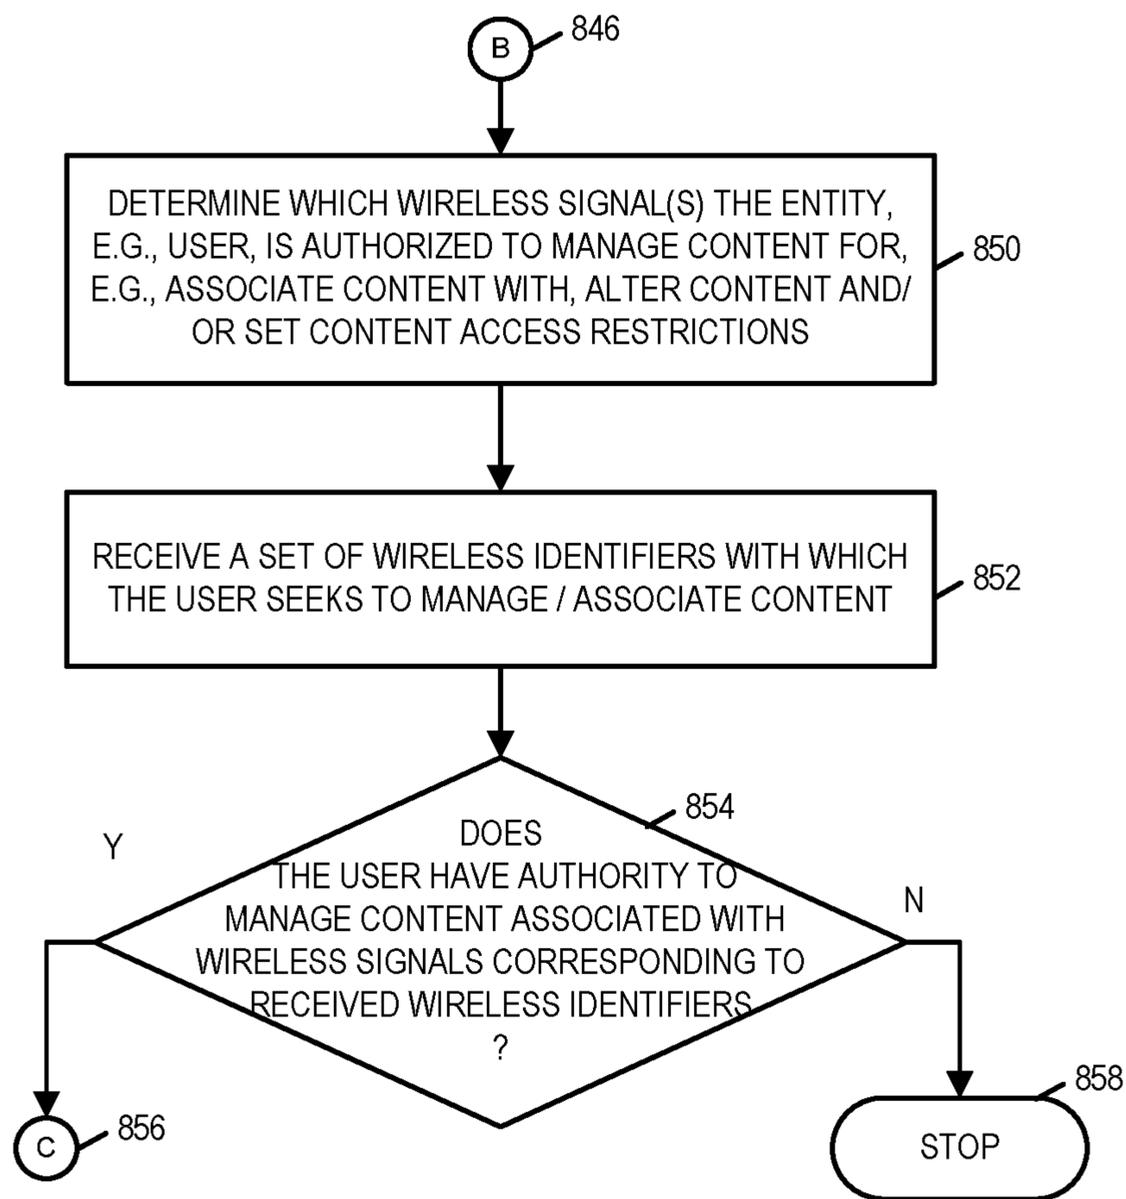 B
846
DETERMINE WHICH WIRELESS SIGNAL(S) THE ENTITY,
E.G., USER, IS AUTHORIZED TO MANAGE CONTENT FOR,
E.G., ASSOCIATE CONTENT WITH, ALTER CONTENT AND/
OR SET CONTENT ACCESS RESTRICTIONS
850
RECEIVE A SET OF WIRELESS IDENTIFIERS WITH WHICH
THE USER SEEKS TO MANAGE / ASSOCIATE CONTENT
852
854
DOES
THE USER HAVE AUTHORITY TO
MANAGE CONTENT ASSOCIATED WITH
WIRELESS SIGNALS CORRESPONDING TO
RECEIVED WIRELESS IDENTIFIERS
?
Y
N
C
856
858
STOP